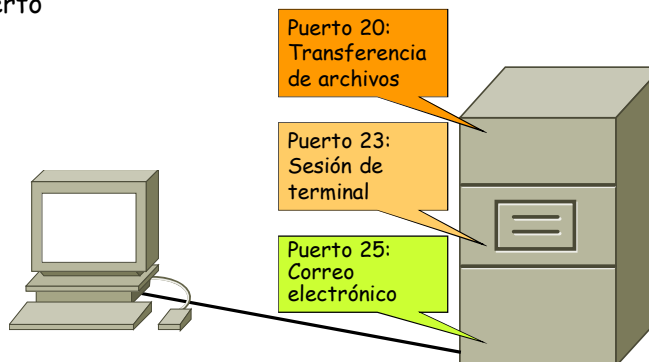 Puerto 20:
Transferencia
de archivos
Puerto 23:
Sesión de
terminal
Puerto 25:
Correo
electrónico